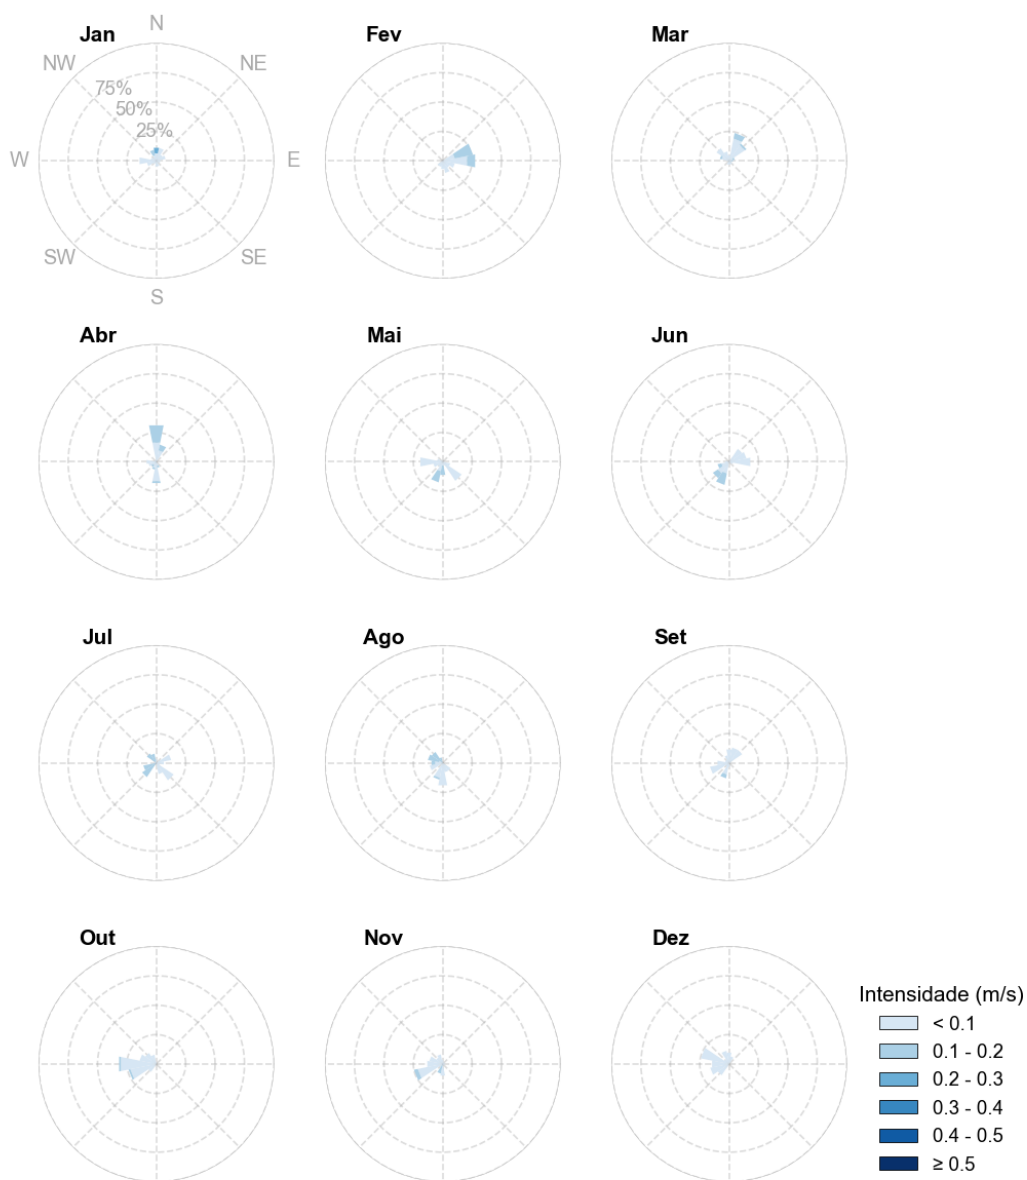 Jan
N
Fev
Mar
NW
NE
75%
50%
25%
W
E
SW
SE
S
Abr
Mai
Jun
Jul
Ago
Set
Out
Nov
Dez
Intensidade (m/s)
< 0.1
0.1 - 0.2
0.2 - 0.3
0.3 - 0.4
0.4 - 0.5
≥ 0.5